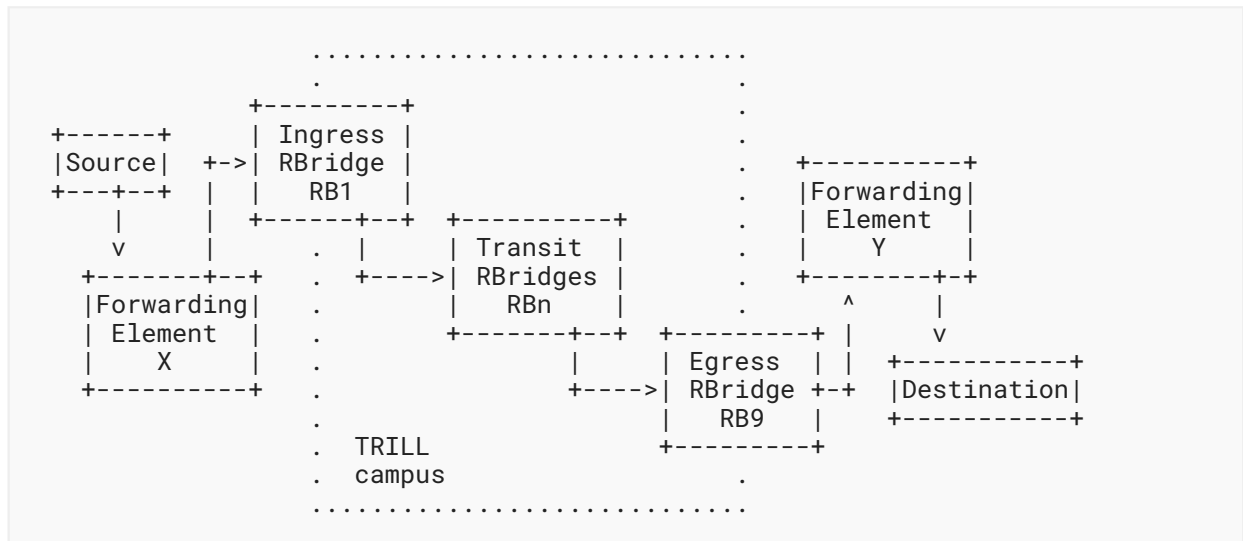 Source
Ingress
RBridge
RB1
Forwarding
Element
X
Transit
RBridges
RBn
Egress
RBridge
RB9
Forwarding
Element
Y
Destination
TRILL
campus